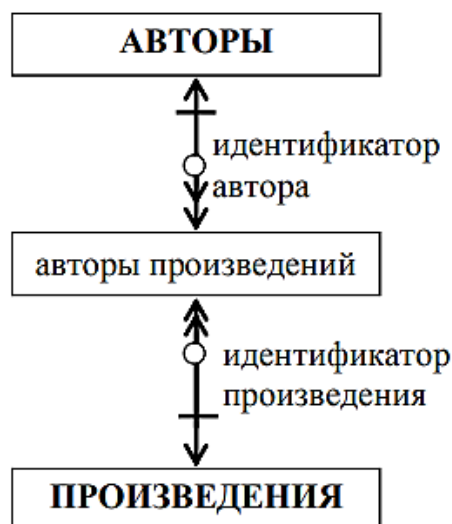 АВТОРЫ
идентификатор
автора
авторы произведений
идентификатор
произведения
ПРОИЗВЕДЕНИЯ